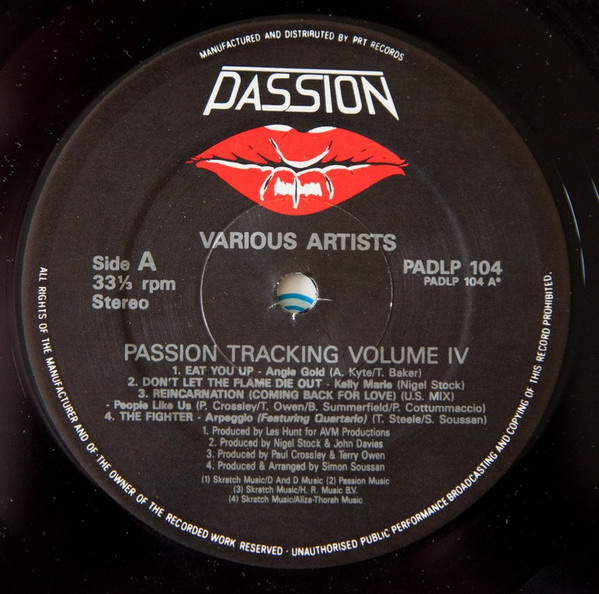 MANUFACTURED AND DISTRIBUTED BY PRT RECORDS
PASSION
VARIOUS ARTISTS
Side A
33⅓ rpm
Stereo
PADLP 104
PADLP 104 A*
PASSION TRACKING VOLUME IV
1. EAT YOU UP - Angie Gold (A. Kyte/T. Baker)
2. DON'T LET THE FLAME DIE OUT - Kelly Marie (Nigel Stock)
3. REINCARNATION (COMING BACK FOR LOVE) (U.S. MIX)
- People Like Us (P. Crossley/T. Owen/B. Summerfield/P. Cottummaccio)
4. THE FIGHTER - Arpeggio (Featuring Quartario) (T. Steele/S. Soussan)
1. Produced by Les Hunt for AVM Productions
2. Produced by Nigel Stock & John Davies
3. Produced by Paul Crossley & Terry Owen
4. Produced & Arranged by Simon Soussan
(1) Skratch Music/D And D Music (2) Passion Music
(3) Skratch Music/H. R. Music B.V.
(4) Skratch Music/Aliza-Thorah Music
ALL RIGHTS OF THE MANUFACTURER AND OF THE OWNER OF THE RECORDED WORK RESERVED · UNAUTHORISED PUBLIC PERFORMANCE BROADCASTING AND COPYING OF THIS RECORD PROHIBITED.